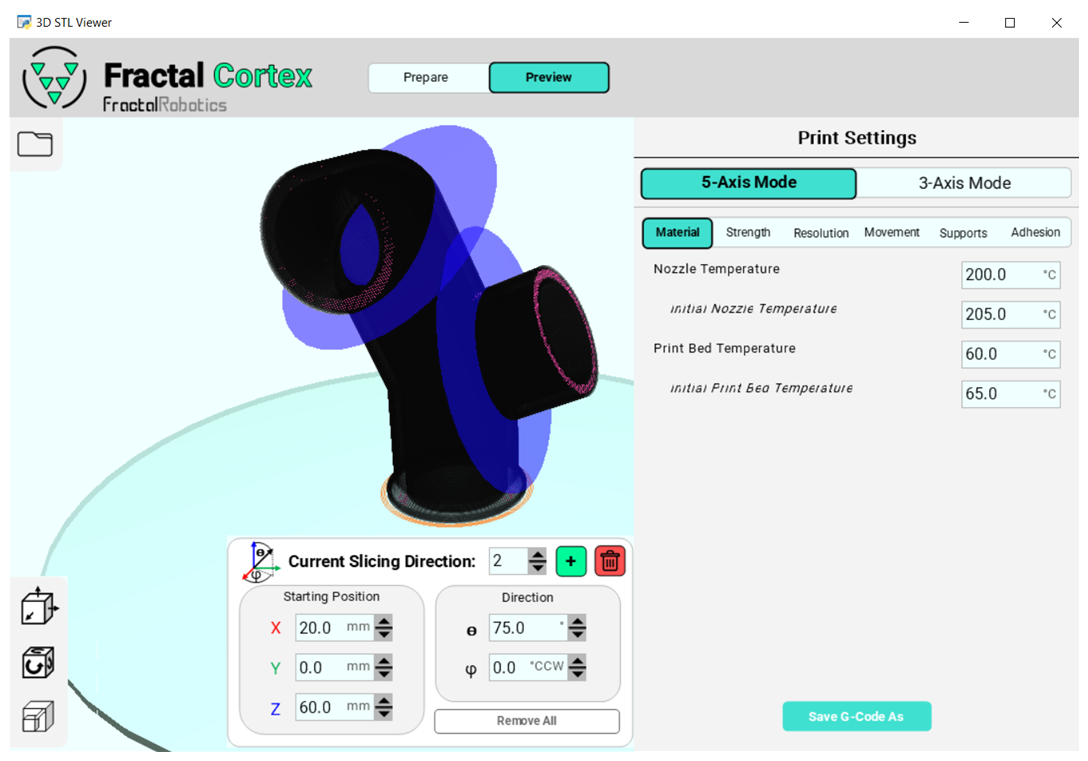 3D STL Viewer
Fractal Cortex
FractalRobotics
Prepare
Preview
Print Settings
5-Axis Mode
3-Axis Mode
Material
Strength
Resolution
Movement
Supports
Adhesion
Nozzle Temperature
200.0 °C
Initial Nozzle Temperature
205.0 °C
Print Bed Temperature
60.0 °C
Initial Print Bed Temperature
65.0 °C
θ
φ
Current Slicing Direction: 2 +
Starting Position
X 20.0 mm
Y 0.0 mm
Z 60.0 mm
Direction
θ 75.0 °
φ 0.0 °CCW
Remove All
Save G-Code As